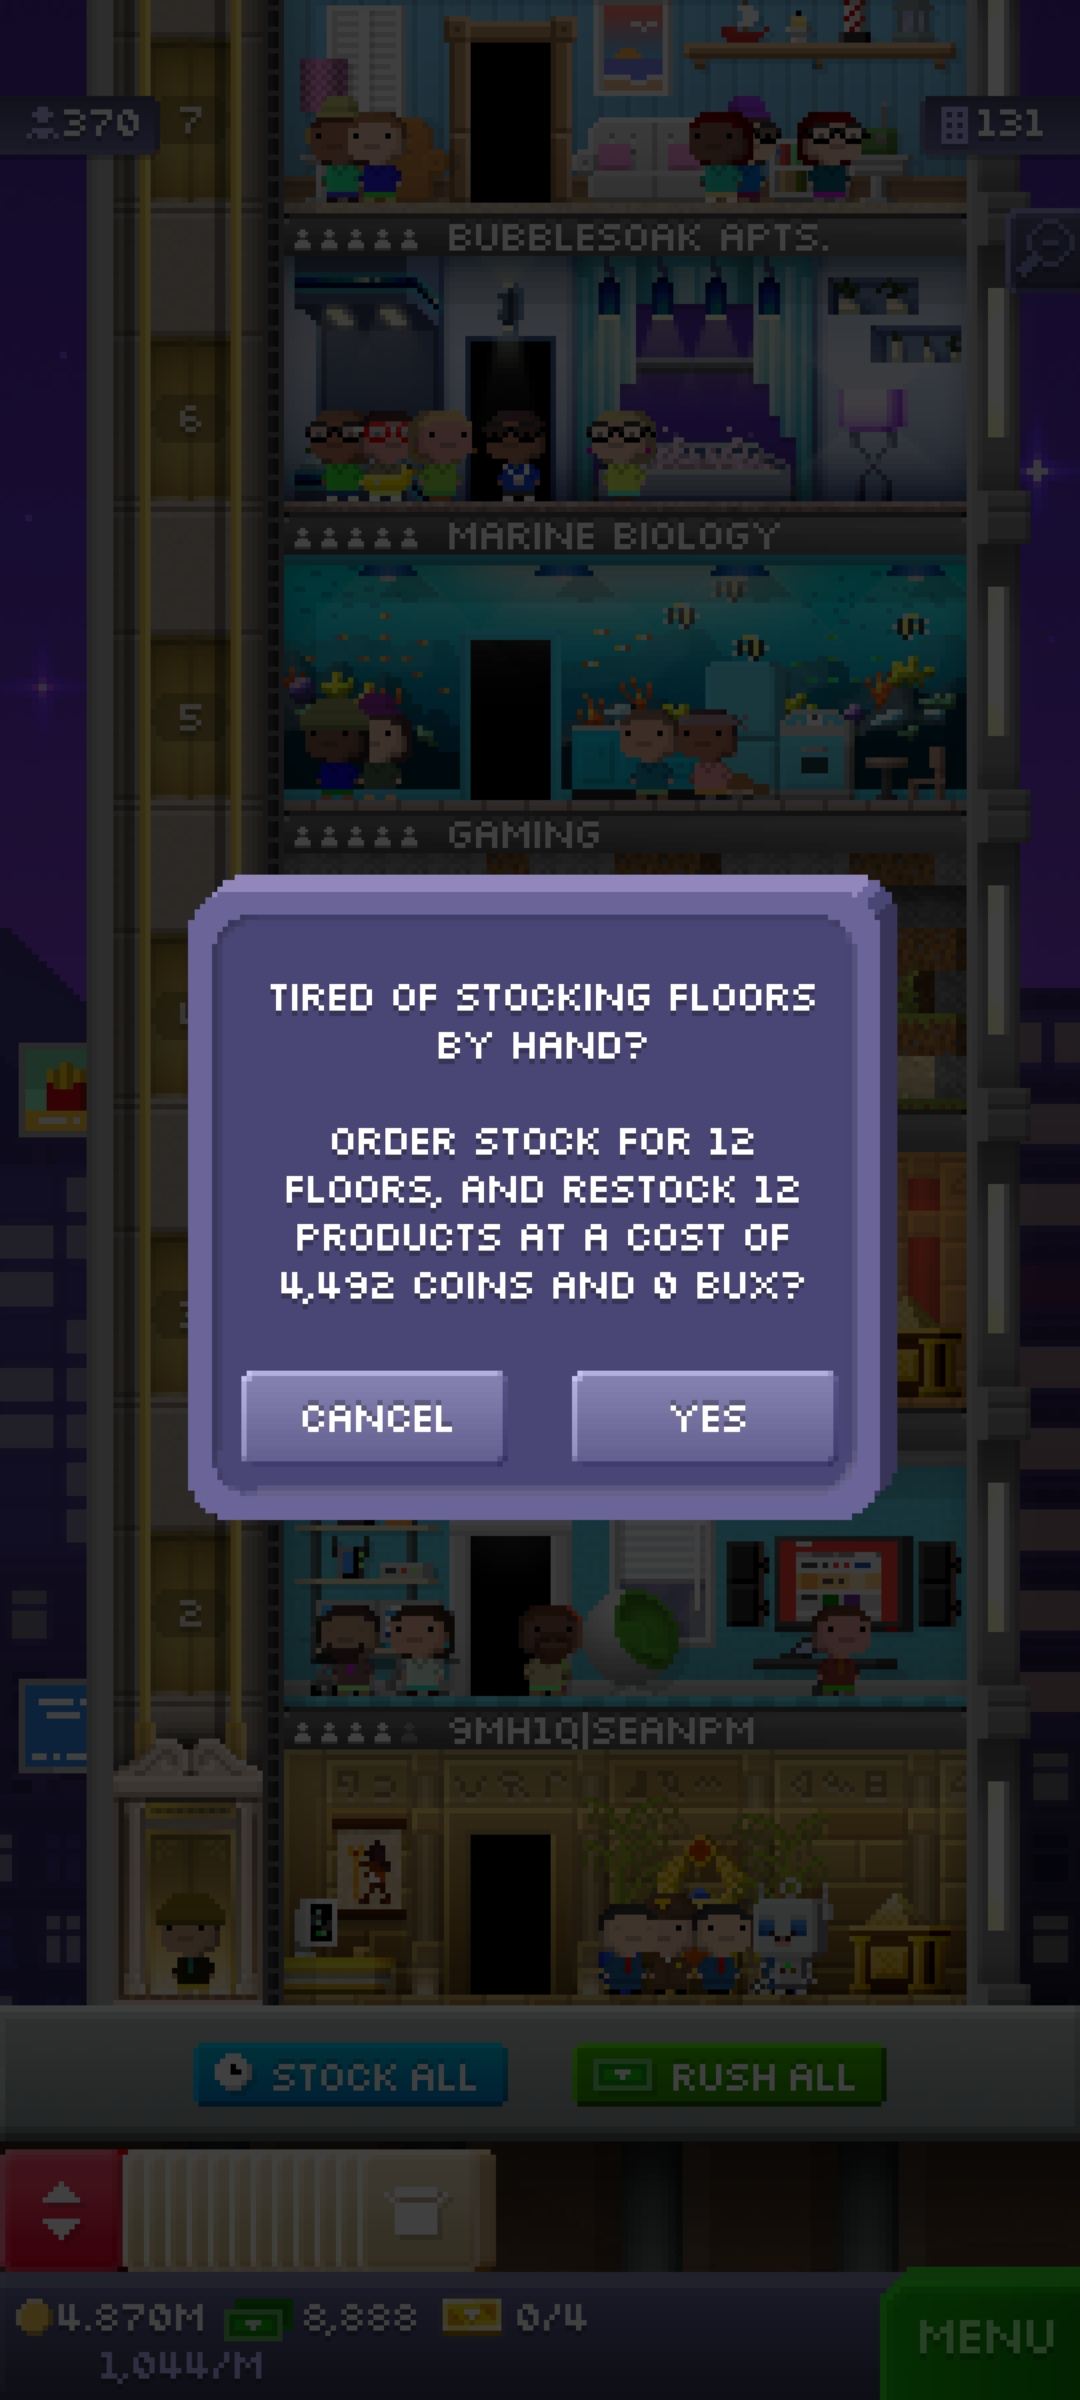 370
7
131
BUBBLESOAK APTS.
6
MARINE BIOLOGY
5
GAMING
TIRED OF STOCKING FLOORS
BY HAND?
ORDER STOCK FOR 12
FLOORS, AND RESTOCK 12
PRODUCTS AT A COST OF
4,492 COINS AND 0 BUX?
CANCEL
YES
2
9MH1Q|SEANPM
STOCK ALL
RUSH ALL
4.870M
8,888
0/4
1,044/M
MENU